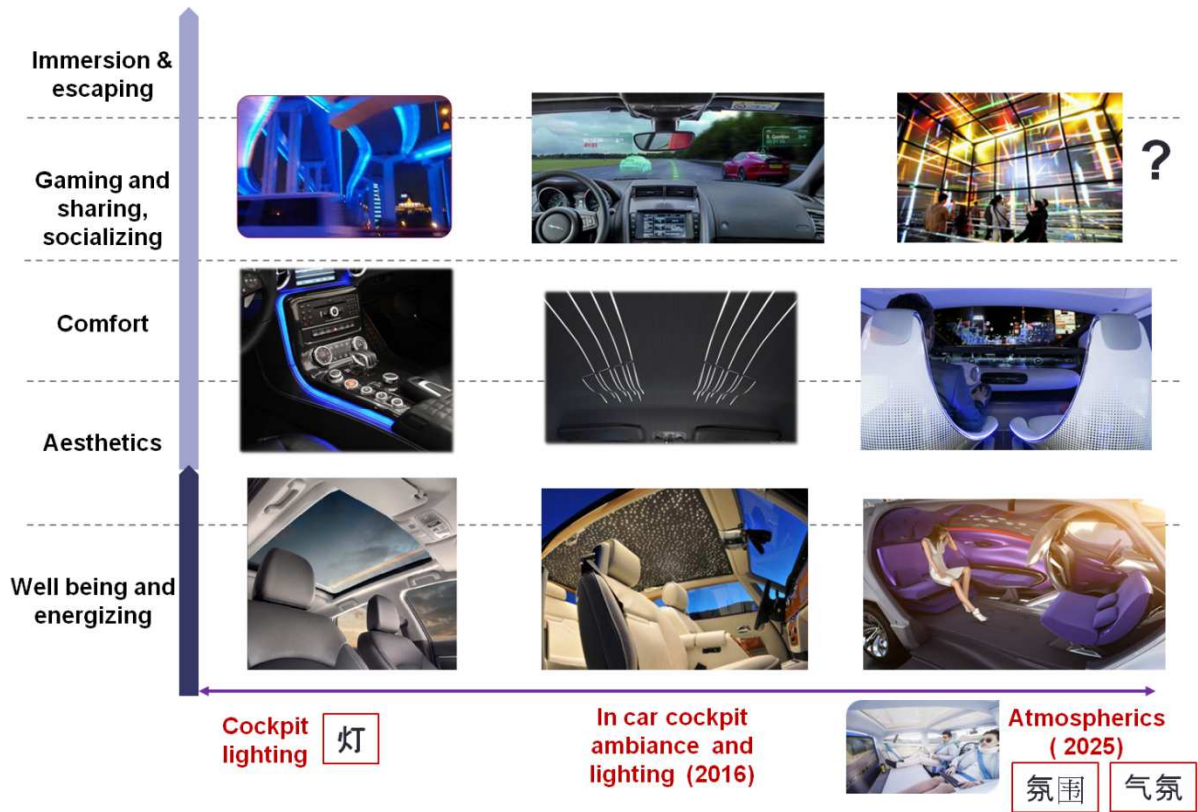 Immersion &
escaping
Gaming and
sharing,
socializing
?
Comfort
Aesthetics
Well being and
energizing
Cockpit
lighting
灯
In car cockpit
ambiance and
lighting (2016)
Atmospherics
( 2025)
氛围
气氛